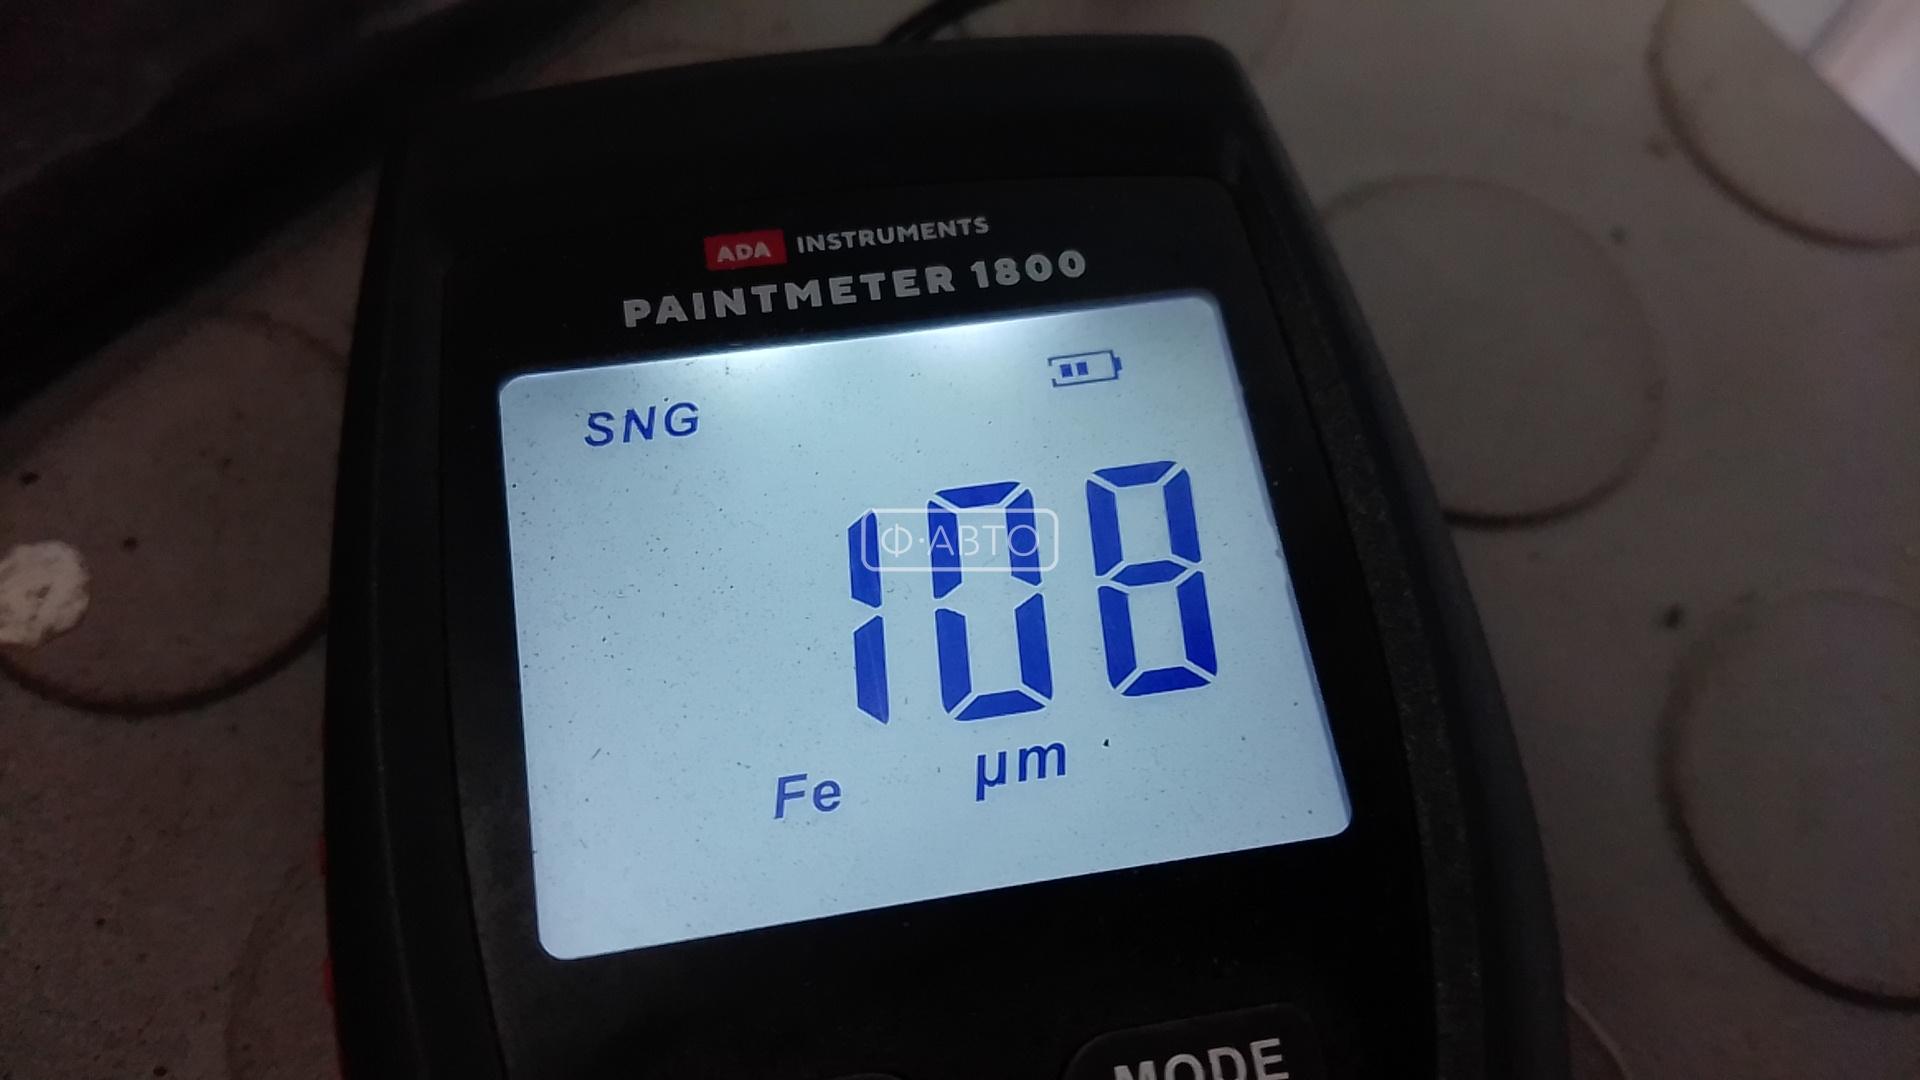 ADA INSTRUMENTS
PAINTMETER 1800
SNG
108
Ф·АВТО
Fe µm
MODE